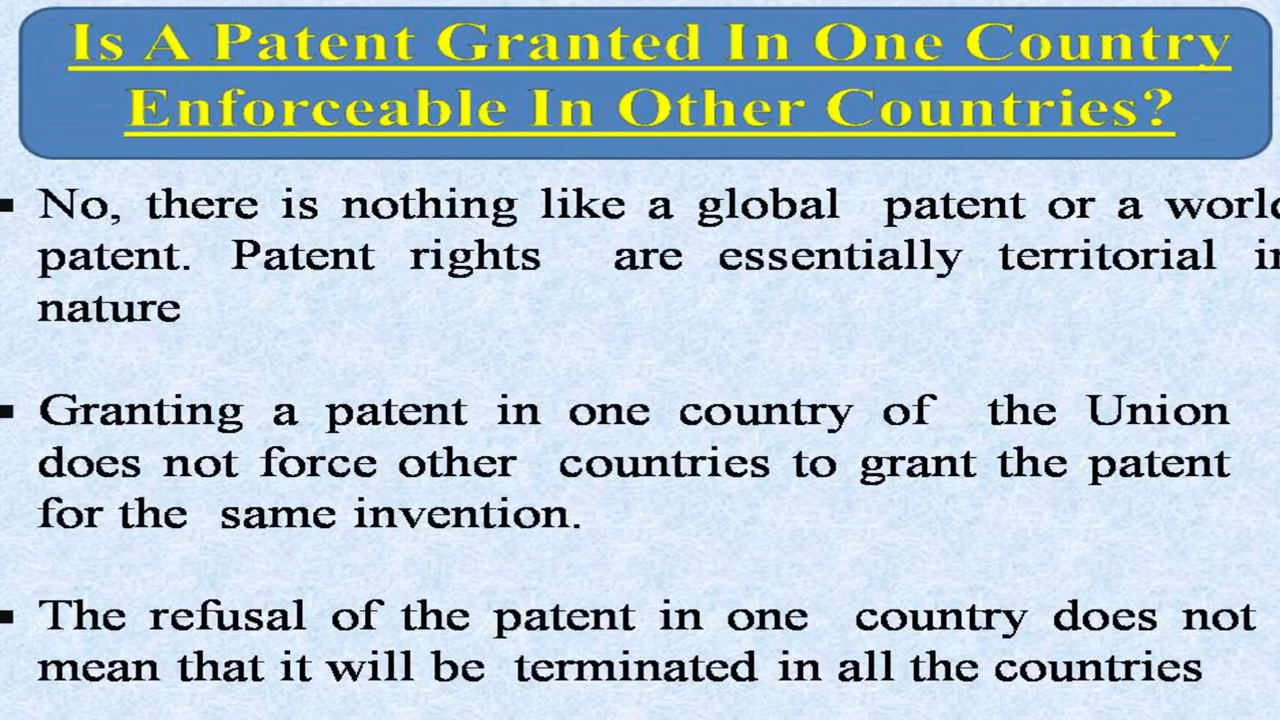 Is A Patent Granted In One Country
Enforceable In Other Countries?
▪ No, there is nothing like a global patent or a world
patent. Patent rights are essentially territorial in
nature
▪ Granting a patent in one country of the Union
does not force other countries to grant the patent
for the same invention.
▪ The refusal of the patent in one country does not
mean that it will be terminated in all the countries